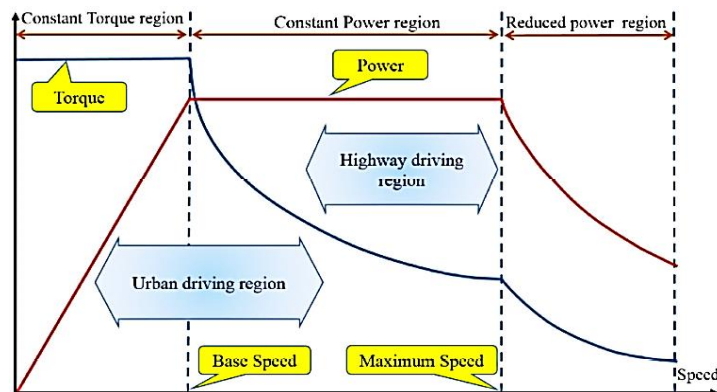 Constant Torque region
Constant Power region
Reduced power region
Power
Torque
Highway driving
region
Urban driving region
Base Speed
Maximum Speed
Speed